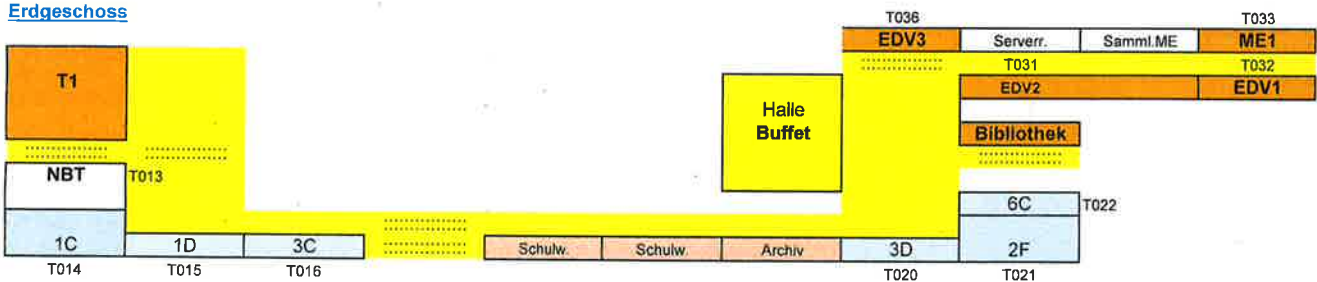 Erdgeschoss
T036
T033
EDV3
Serverr.
Samml.ME
ME1
T031
T032
T1
EDV2
EDV1
Halle
Buffet
Bibliothek
NBT
T013
6C
T022
1C
1D
3C
Schulw.
Schulw.
Archiv
3D
2F
T014
T015
T016
T020
T021